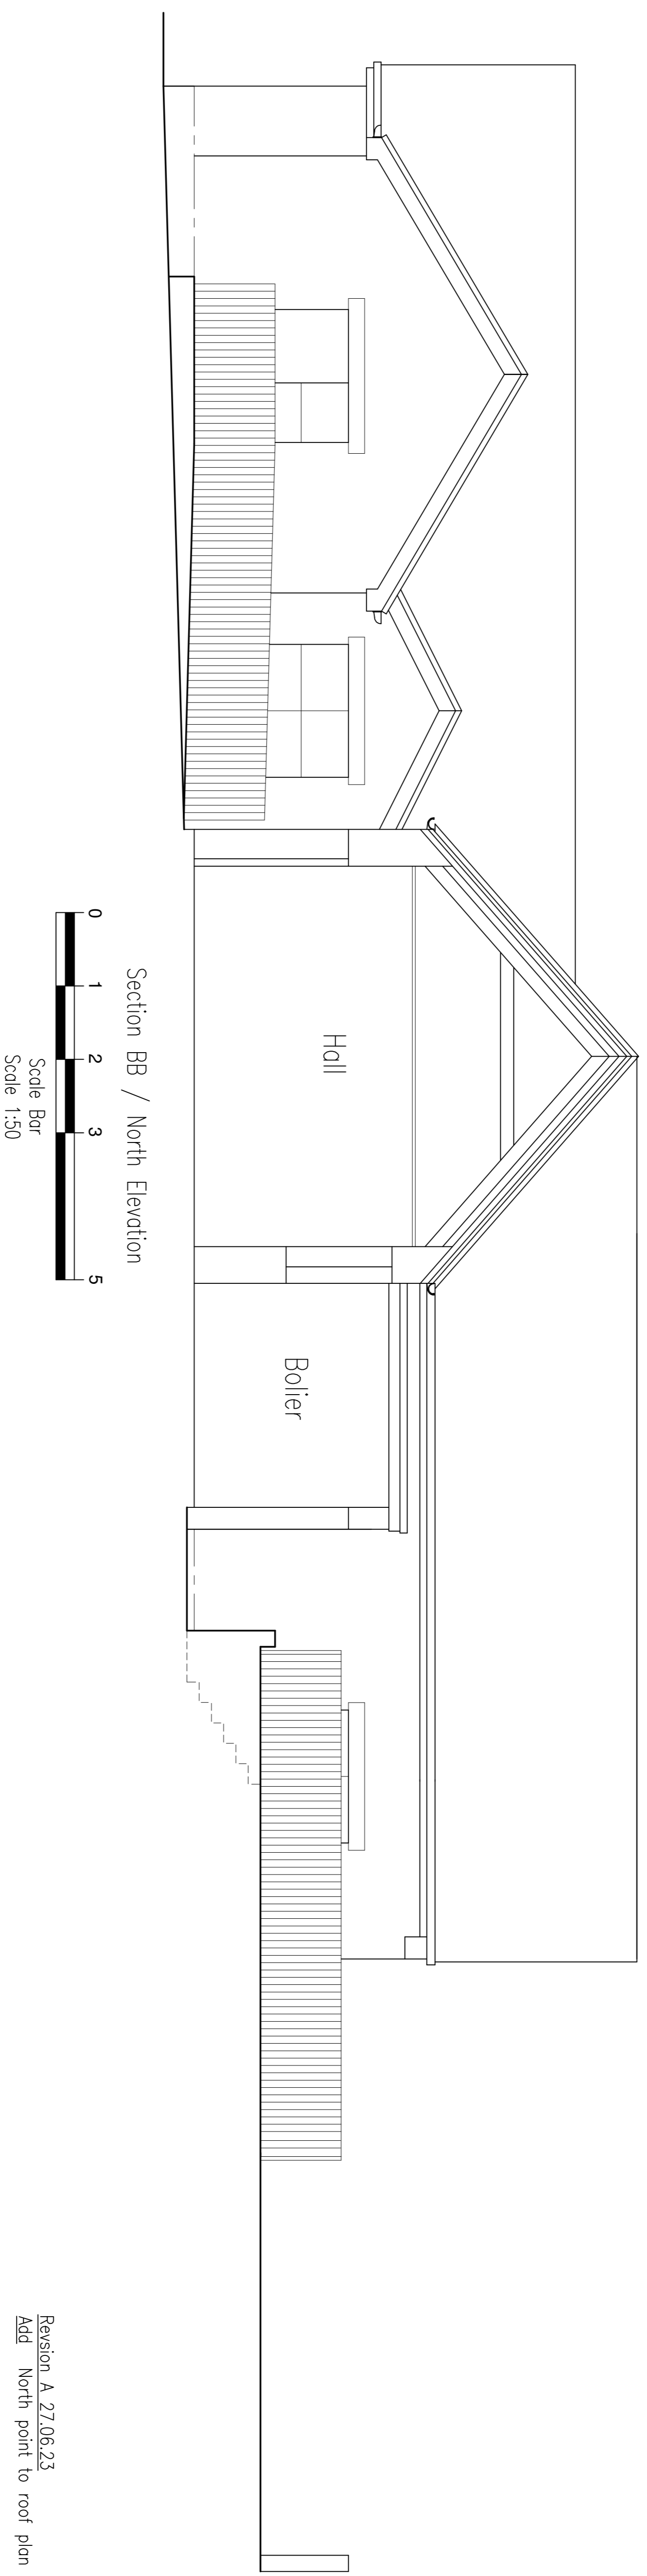 Hall
Bolier
Section BB / North Elevation
0 1 2 3 5
Scale Bar
Scale 1:50
Revsion A 27.06.23
Add North point to roof plan